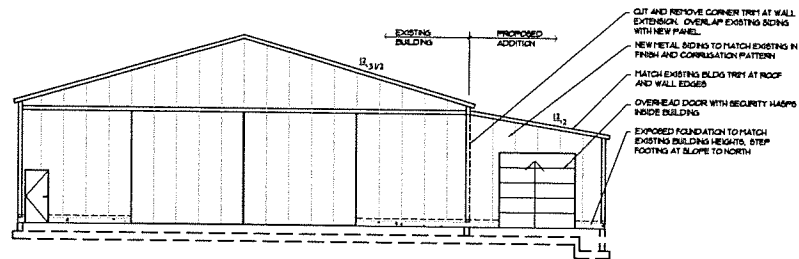 EXISTING
BUILDING
PROPOSED
ADDITION
12
3 1/2
12
2
CUT AND REMOVE CORNER TRIM AT WALL
EXTENSION. OVERLAP EXISTING SIDING
WITH NEW PANEL.
NEW METAL SIDING TO MATCH EXISTING IN
FINISH AND CORRUGATION PATTERN
MATCH EXISTING BLDG TRIM AT ROOF
AND WALL EDGES
OVERHEAD DOOR WITH SECURITY HASPS
INSIDE BUILDING
EXPOSED FOUNDATION TO MATCH
EXISTING BUILDING HEIGHTS, STEP
FOOTING AT SLOPE TO NORTH